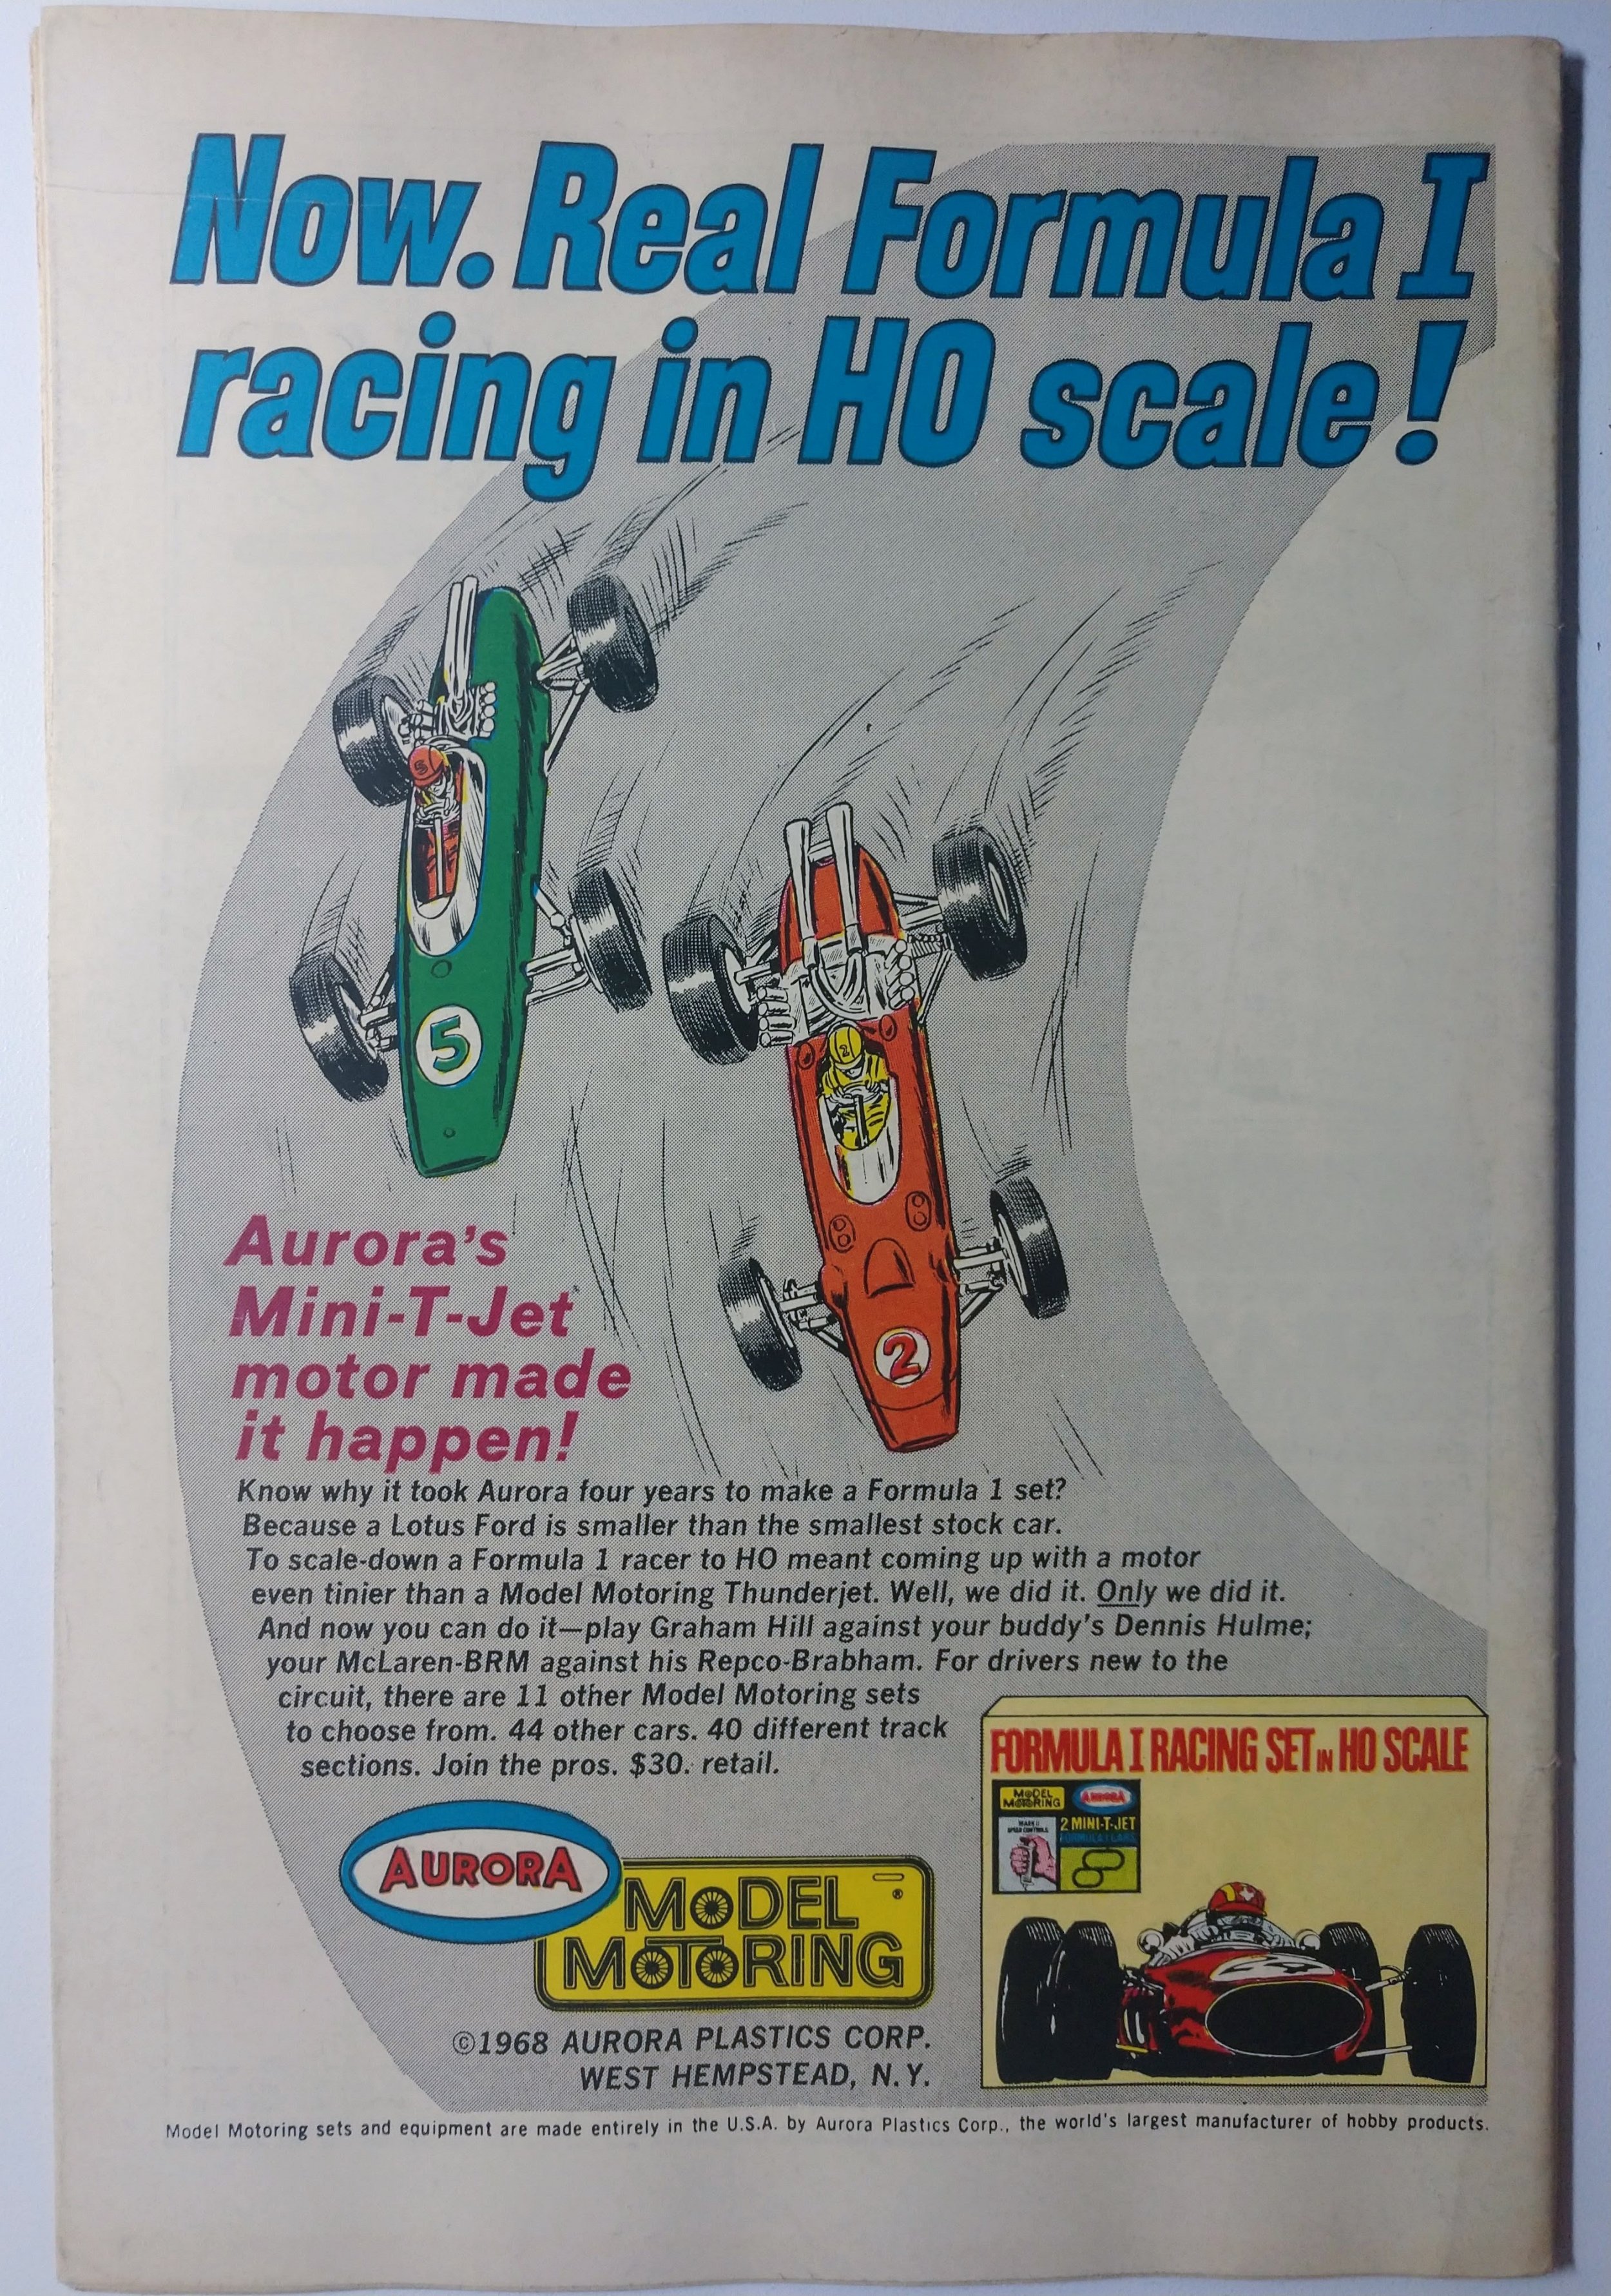 Now. Real Formula I
racing in HO scale!
5
5
2
2
Aurora's
Mini-T-Jet
motor made
it happen!
Know why it took Aurora four years to make a Formula 1 set?
Because a Lotus Ford is smaller than the smallest stock car.
To scale-down a Formula 1 racer to HO meant coming up with a motor
even tinier than a Model Motoring Thunderjet. Well, we did it. Only we did it.
And now you can do it—play Graham Hill against your buddy's Dennis Hulme;
your McLaren-BRM against his Repco-Brabham. For drivers new to the
circuit, there are 11 other Model Motoring sets
to choose from. 44 other cars. 40 different track
sections. Join the pros. $30. retail.
FORMULA I RACING SET IN HO SCALE
MODEL MOTORING
AURORA
2 MINI-T-JET
FORMULA I CARS
AURORA
MODEL
MOTORING
®
©1968 AURORA PLASTICS CORP.
WEST HEMPSTEAD, N.Y.
Model Motoring sets and equipment are made entirely in the U.S.A. by Aurora Plastics Corp., the world's largest manufacturer of hobby products.